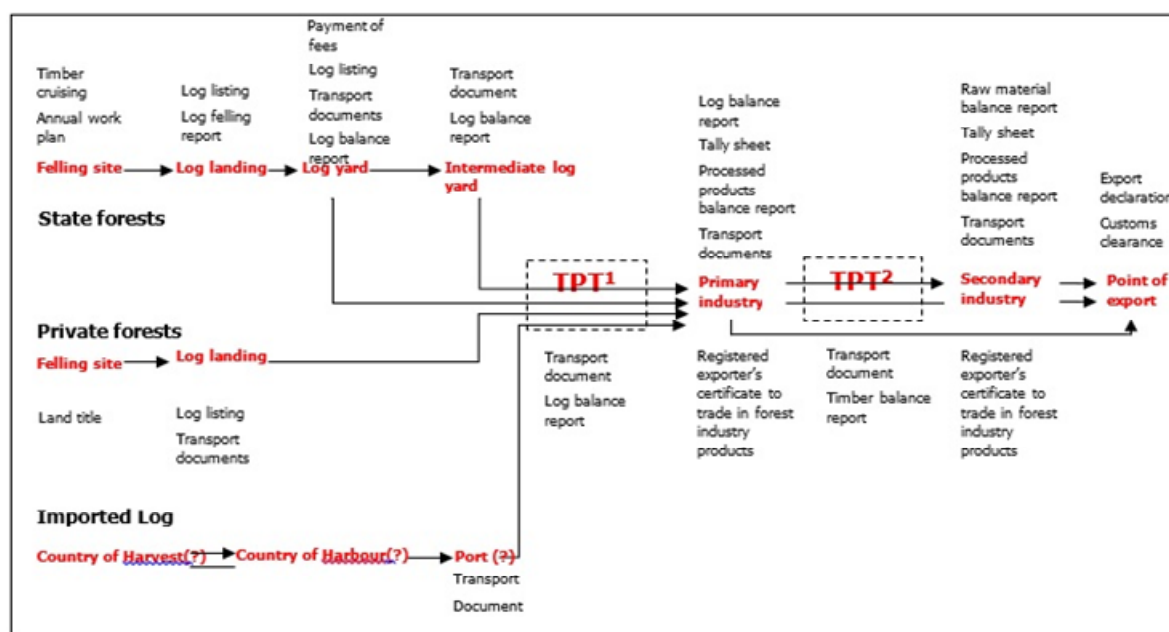 Timber
cruising
Annual work
plan
Felling site
Log listing
Log felling
report
Log landing
Payment of
fees
Log listing
Transport
documents
Log balance
report
Log yard
Transport
document
Log balance
report
Intermediate log
yard
State forests
Log balance
report
Tally sheet
Processed
products
balance report
Transport
documents
Primary
industry
Raw material
balance report
Tally sheet
Processed
products
balance report
Transport
documents
Secondary
industry
Export
declaration
Customs
clearance
Point of
export
TPT¹
TPT²
Private forests
Felling site
Log landing
Land title
Log listing
Transport
documents
Transport
document
Log balance
report
Registered
exporter's
certificate to
trade in forest
industry
products
Transport
document
Timber balance
report
Registered
exporter's
certificate to
trade in forest
industry
products
Imported Log
Country of Harvest(?)
Country of Harbour(?)
Port (?)
Transport
Document